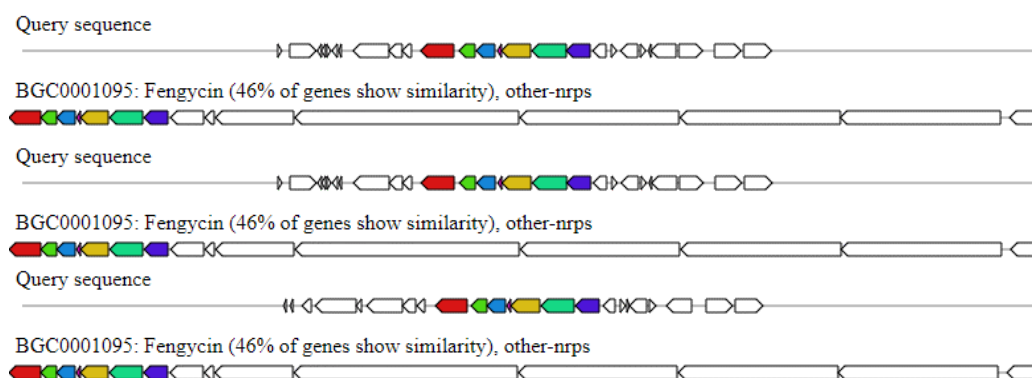 Query sequence
BGC0001095: Fengycin (46% of genes show similarity), other-nrps
Query sequence
BGC0001095: Fengycin (46% of genes show similarity), other-nrps
Query sequence
BGC0001095: Fengycin (46% of genes show similarity), other-nrps